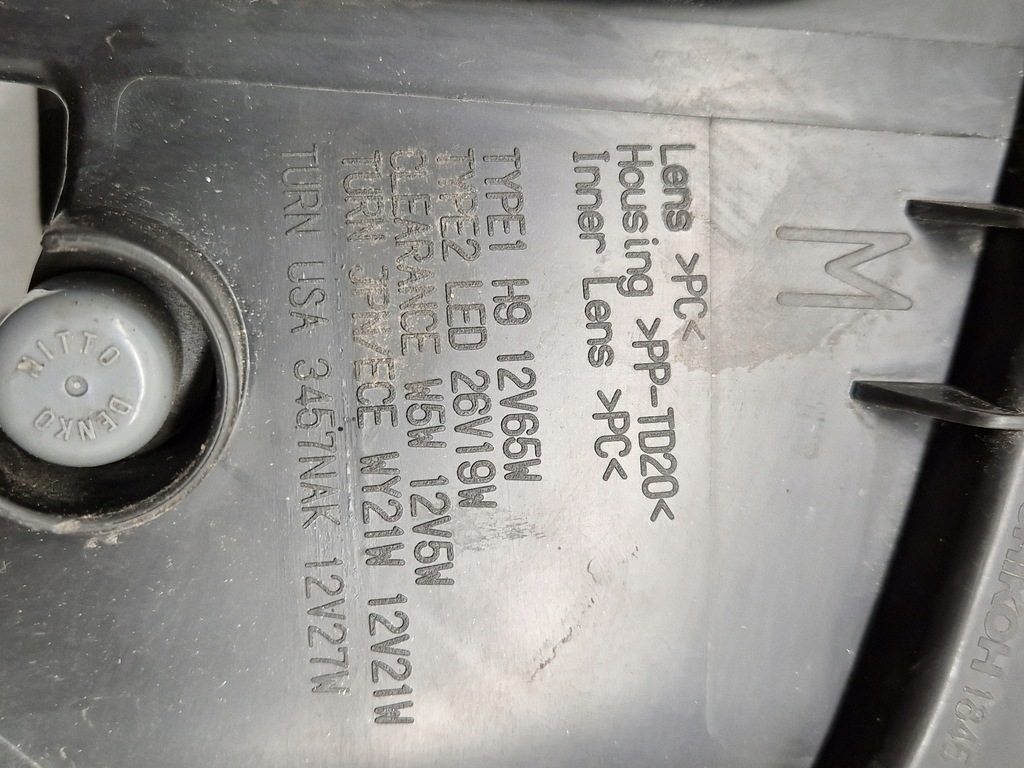 M
Lens >PC<
Housing >PP-TD20<
Inner Lens >PC<
TYPE1 H9 12V65W
TYPE2 LED 26V19W
CLEARANCE W5W 12V5W
TURN JPN/ECE WY21W 12V21W
TURN USA 3457NAK 12V27W
NITTO
DENKO